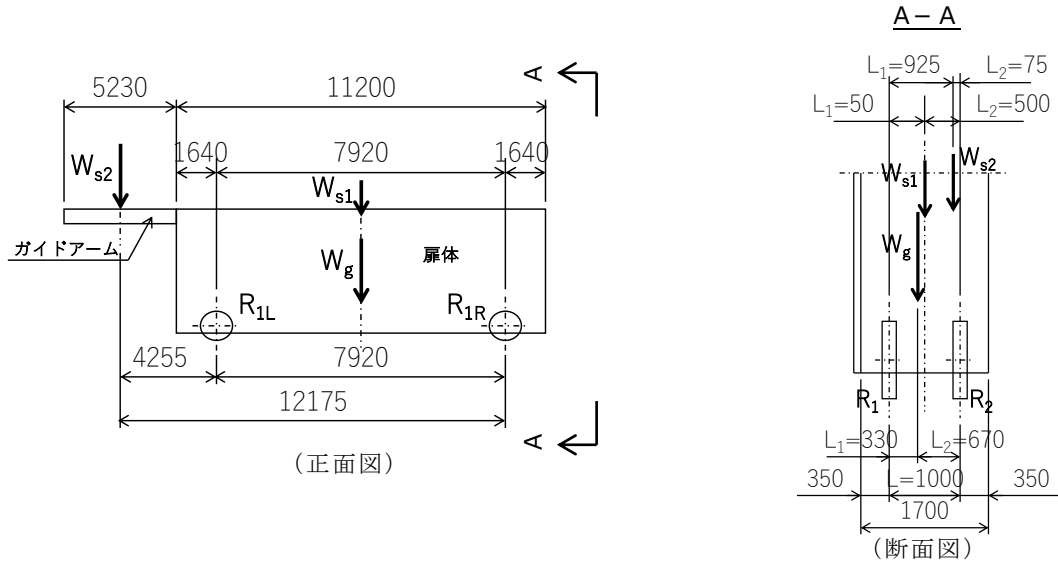 A－A
5230
11200
A
L1=925
L2=75
L1=50
L2=500
1640
7920
1640
Ws2
Ws1
Ws1
Ws2
ガイドアーム
Wg
扉体
Wg
R1L
R1R
4255
7920
12175
R1
R2
A
L1=330
L2=670
(正面図)
350
L=1000
350
1700
(断面図)